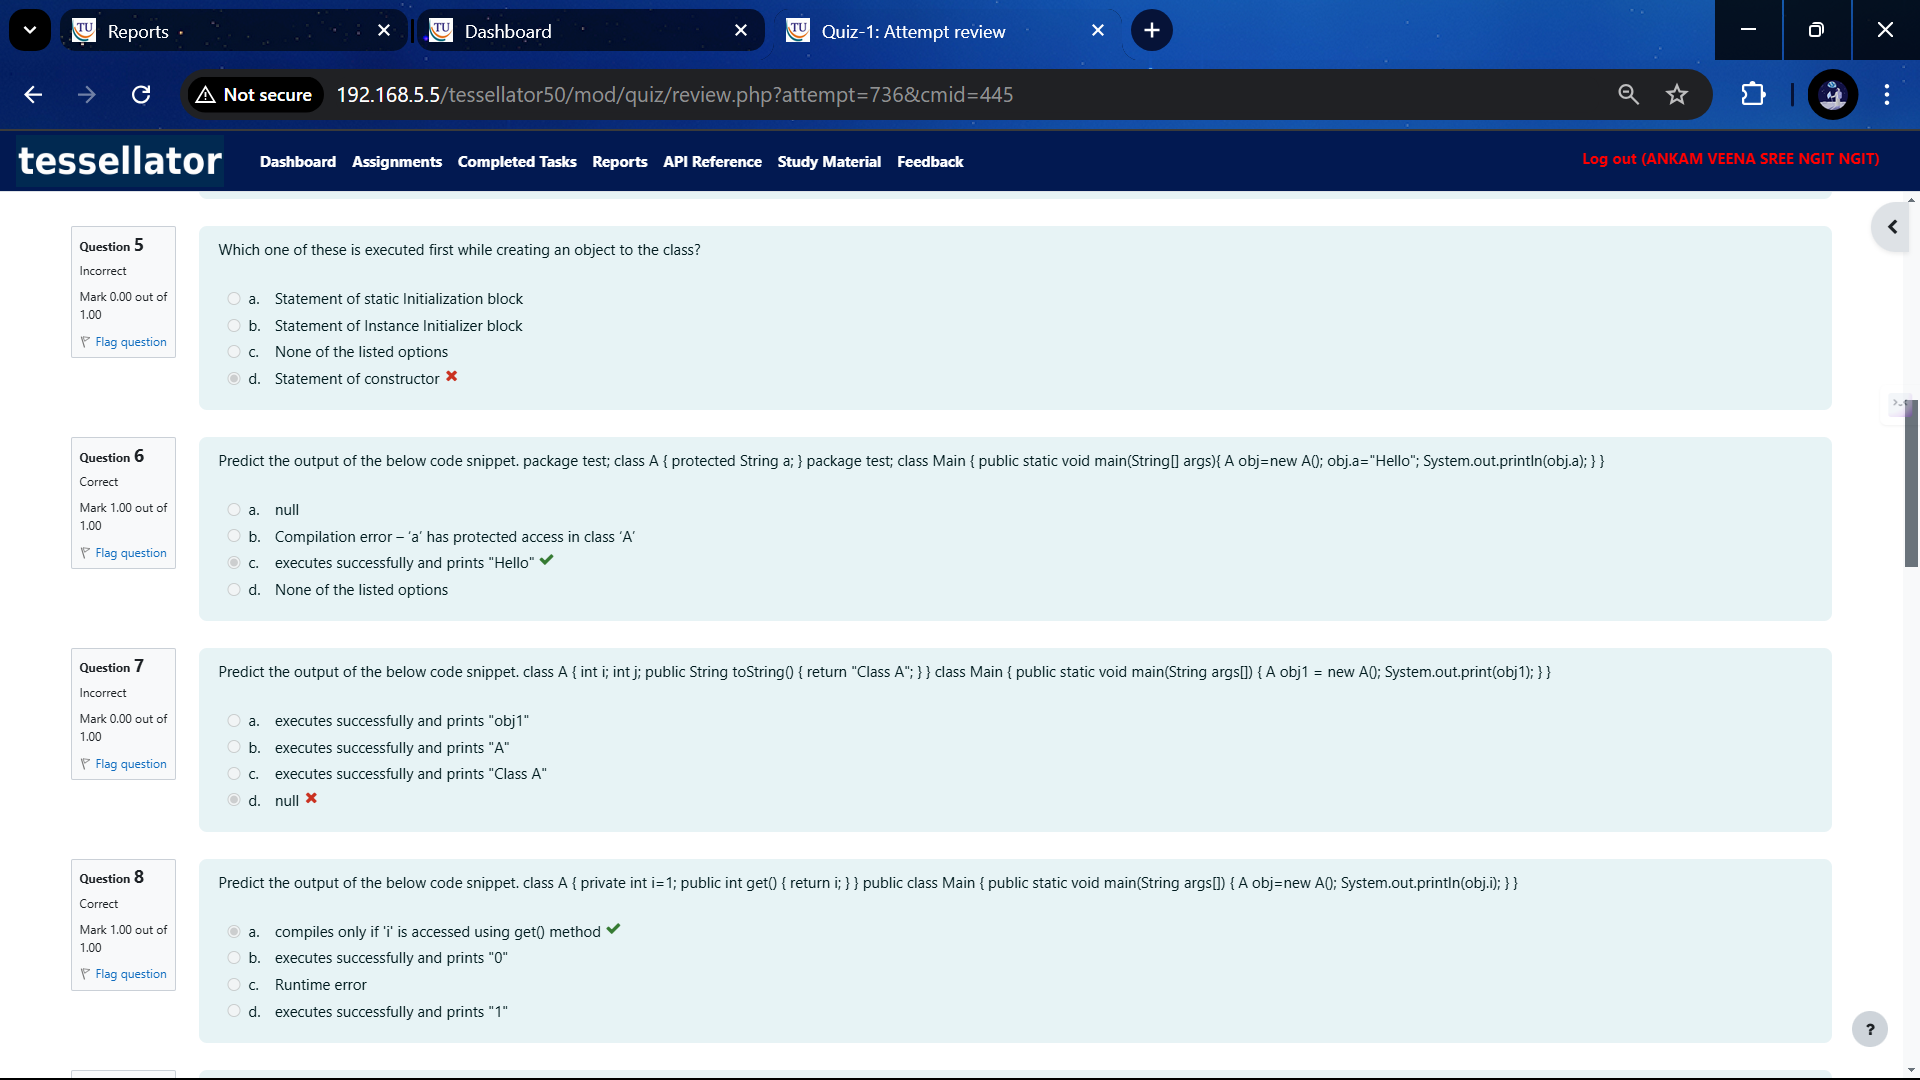 TU Reports
TU Dashboard
TU Quiz-1: Attempt review
Not secure 192.168.5.5/tessellator50/mod/quiz/review.php?attempt=736&cmid=445
tessellator Dashboard Assignments Completed Tasks Reports API Reference Study Material Feedback Log out (ANKAM VEENA SREE NGIT NGIT)
Question 5
Incorrect
Mark 0.00 out of
1.00
Flag question
Which one of these is executed first while creating an object to the class?
a. Statement of static Initialization block
b. Statement of Instance Initializer block
c. None of the listed options
d. Statement of constructor
Question 6
Correct
Mark 1.00 out of
1.00
Flag question
Predict the output of the below code snippet. package test; class A { protected String a; } package test; class Main { public static void main(String[] args){ A obj=new A(); obj.a="Hello"; System.out.println(obj.a); } }
a. null
b. Compilation error – ‘a’ has protected access in class ‘A’
c. executes successfully and prints "Hello"
d. None of the listed options
Question 7
Incorrect
Mark 0.00 out of
1.00
Flag question
Predict the output of the below code snippet. class A { int i; int j; public String toString() { return "Class A"; } } class Main { public static void main(String args[]) { A obj1 = new A(); System.out.print(obj1); } }
a. executes successfully and prints "obj1"
b. executes successfully and prints "A"
c. executes successfully and prints "Class A"
d. null
Question 8
Correct
Mark 1.00 out of
1.00
Flag question
Predict the output of the below code snippet. class A { private int i=1; public int get() { return i; } } public class Main { public static void main(String args[]) { A obj=new A(); System.out.println(obj.i); } }
a. compiles only if 'i' is accessed using get() method
b. executes successfully and prints "0"
c. Runtime error
d. executes successfully and prints "1"
?